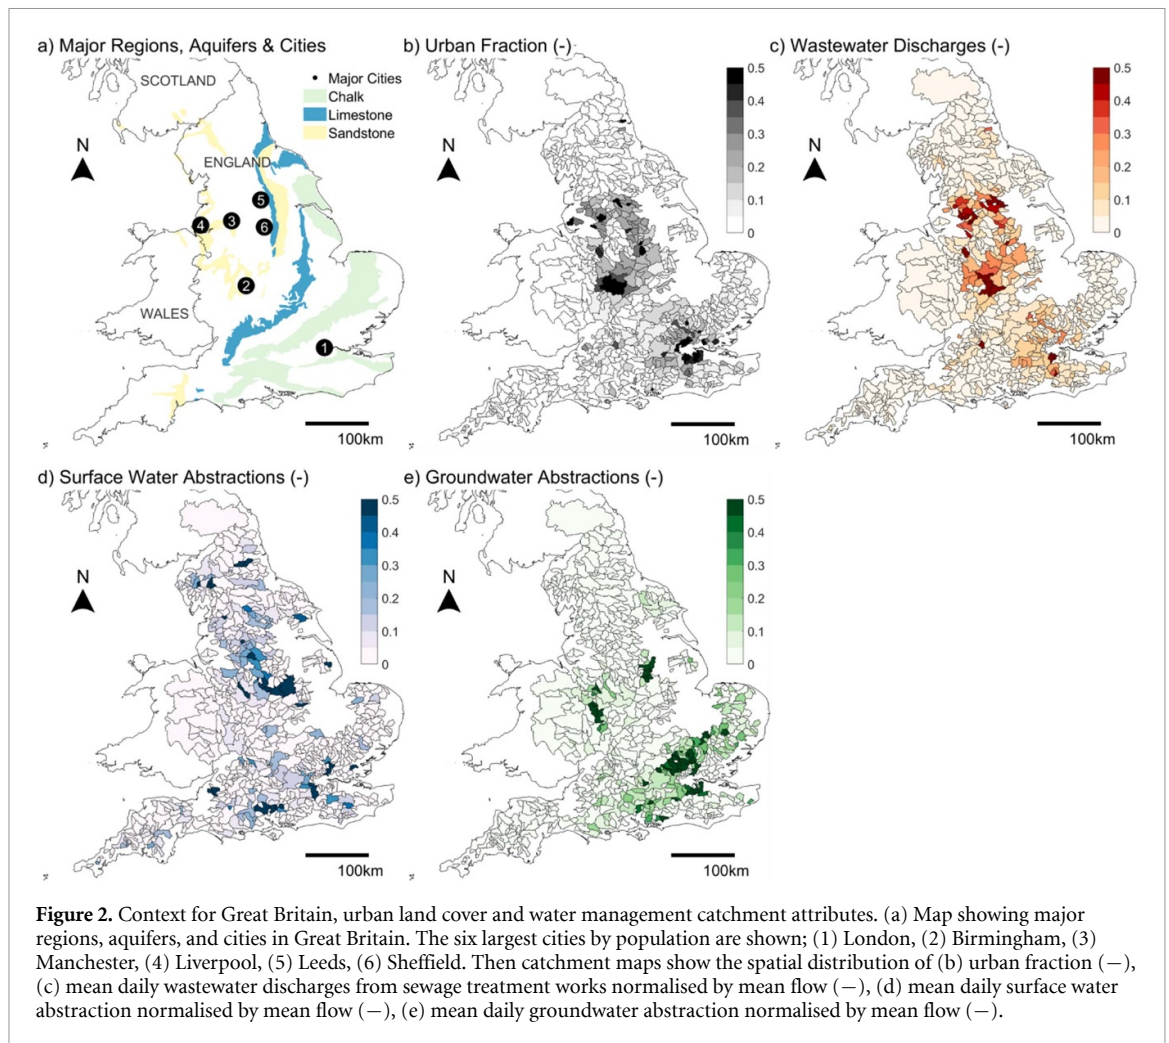 a) Major Regions, Aquifers & Cities
SCOTLAND
Major Cities
Chalk
Limestone
Sandstone
N
ENGLAND
5
4
3
6
2
WALES
1
100km
b) Urban Fraction (-)
0.5
0.4
0.3
0.2
0.1
0
N
100km
c) Wastewater Discharges (-)
0.5
0.4
0.3
0.2
0.1
0
N
100km
d) Surface Water Abstractions (-)
0.5
0.4
0.3
0.2
0.1
0
N
100km
e) Groundwater Abstractions (-)
0.5
0.4
0.3
0.2
0.1
0
N
100km
Figure 2. Context for Great Britain, urban land cover and water management catchment attributes. (a) Map showing major
regions, aquifers, and cities in Great Britain. The six largest cities by population are shown; (1) London, (2) Birmingham, (3)
Manchester, (4) Liverpool, (5) Leeds, (6) Sheffield. Then catchment maps show the spatial distribution of (b) urban fraction (−),
(c) mean daily wastewater discharges from sewage treatment works normalised by mean flow (−), (d) mean daily surface water
abstraction normalised by mean flow (−), (e) mean daily groundwater abstraction normalised by mean flow (−).